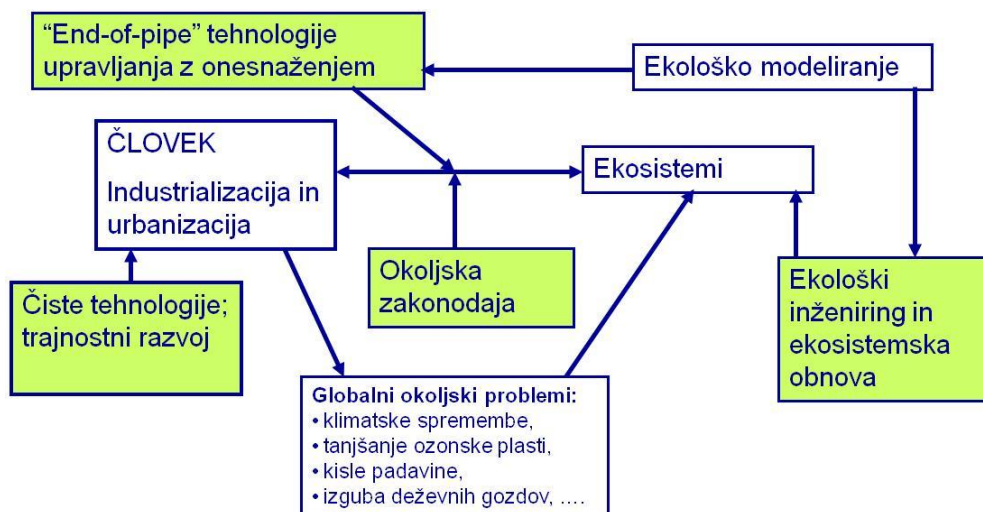 “End-of-pipe” tehnologije
upravljanja z onesnaženjem
Ekološko modeliranje
ČLOVEK
Industrializacija in
urbanizacija
Ekosistemi
Čiste tehnologije;
trajnostni razvoj
Okoljska
zakonodaja
Ekološki
inženiring in
ekosistemska
obnova
Globalni okoljski problemi:
• klimatske spremembe,
• tanjšanje ozonske plasti,
• kisle padavine,
• izguba deževnih gozdov, ….